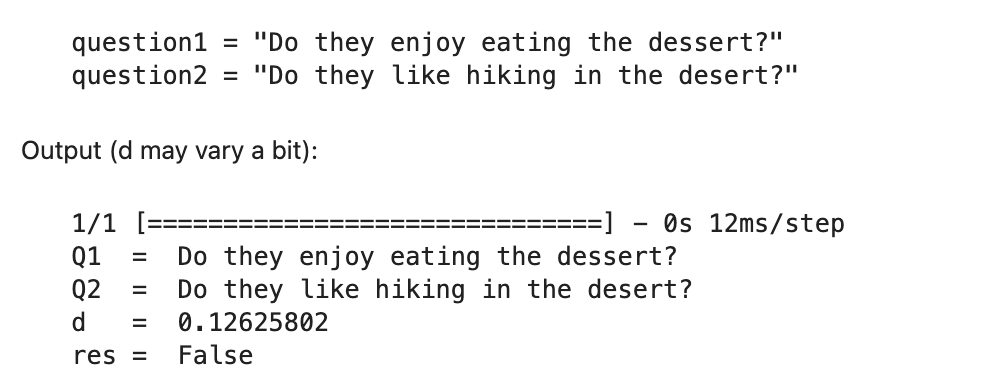 question1 = "Do they enjoy eating the dessert?"
question2 = "Do they like hiking in the desert?"
Output (d may vary a bit):
1/1 [==============================] - 0s 12ms/step
Q1  =  Do they enjoy eating the dessert?
Q2  =  Do they like hiking in the desert?
d   =  0.12625802
res =  False